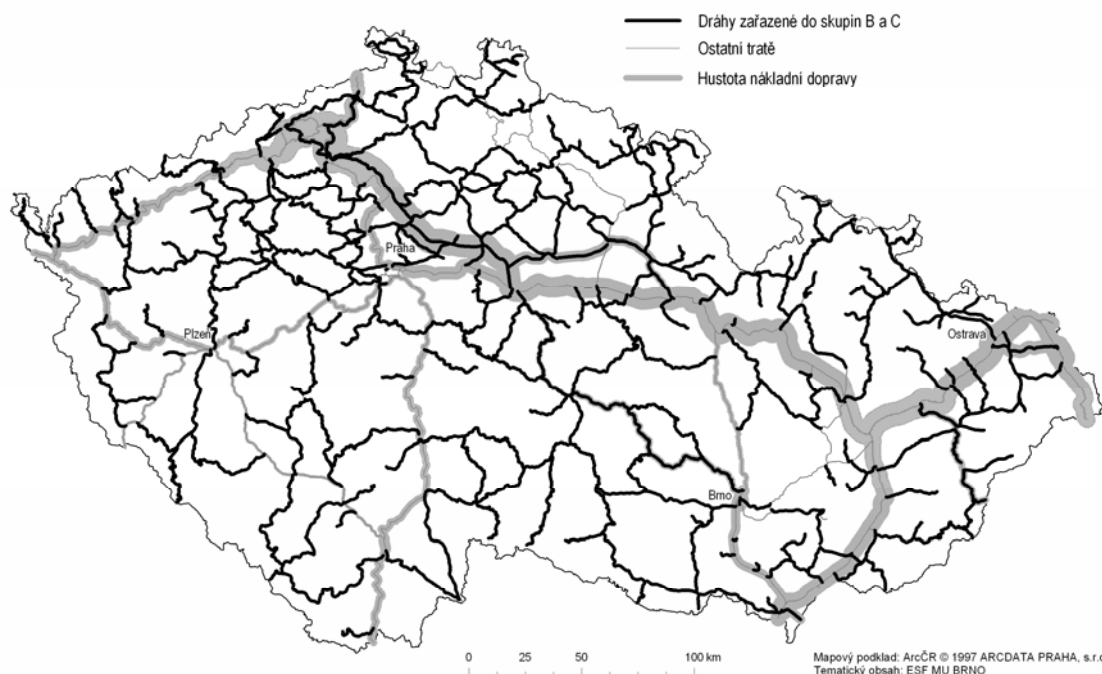 Dráhy zařazené do skupin B a C
Ostatní tratě
Hustota nákladní dopravy
Praha
Plzeň
Ostrava
Brno
0 25 50 100 km
Mapový podklad: ArcČR © 1997 ARCDATA PRAHA, s.r.o
Tematický obsah: ESF MU BRNO